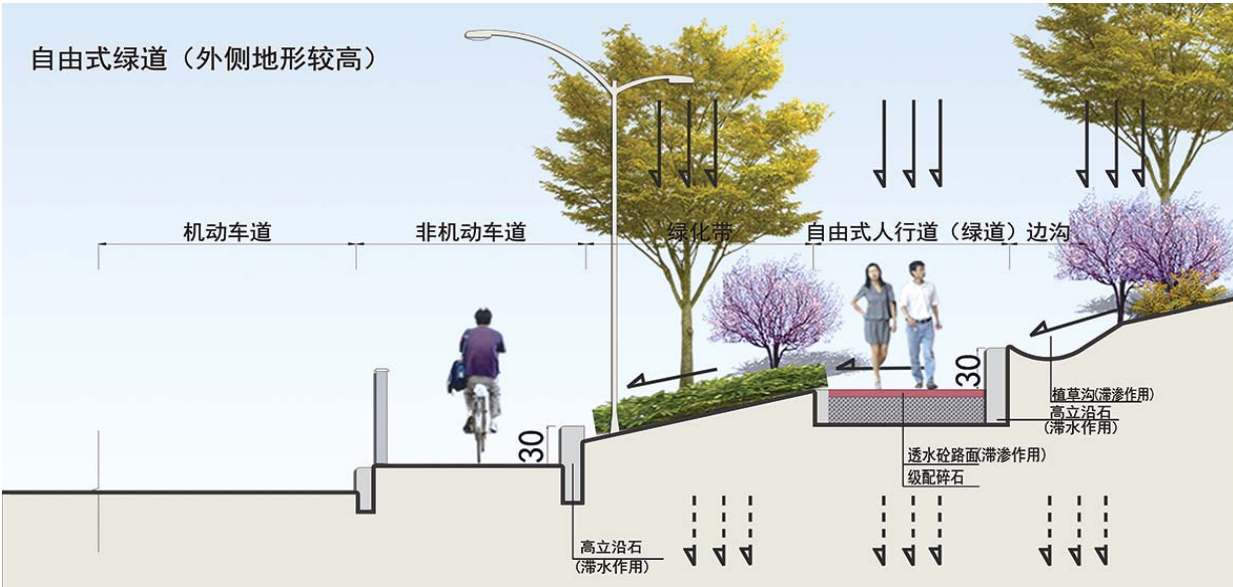 自由式绿道（外侧地形较高）
机动车道
非机动车道
绿化带
自由式人行道（绿道）
边沟
30
30
植草沟(滞渗作用)
高立沿石
(滞水作用)
透水砼路面(滞渗作用)
级配碎石
高立沿石
(滞水作用)